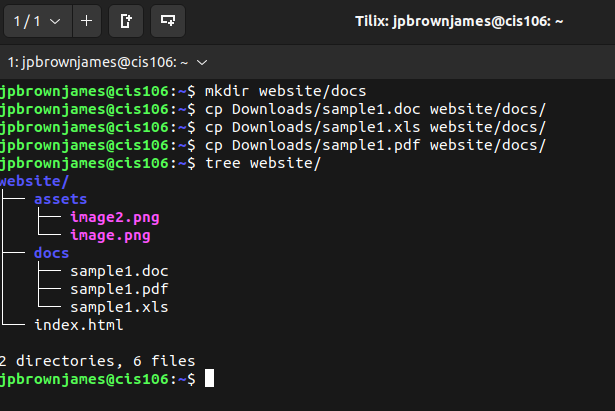 1 / 1
Tilix: jpbrownjames@cis106: ~
1: jpbrownjames@cis106: ~
jpbrownjames@cis106:~$ mkdir website/docs
jpbrownjames@cis106:~$ cp Downloads/sample1.doc website/docs/
jpbrownjames@cis106:~$ cp Downloads/sample1.xls website/docs/
jpbrownjames@cis106:~$ cp Downloads/sample1.pdf website/docs/
jpbrownjames@cis106:~$ tree website/
website/
├── assets
│   ├── image2.png
│   └── image.png
├── docs
│   ├── sample1.doc
│   ├── sample1.pdf
│   └── sample1.xls
└── index.html
2 directories, 6 files
jpbrownjames@cis106:~$